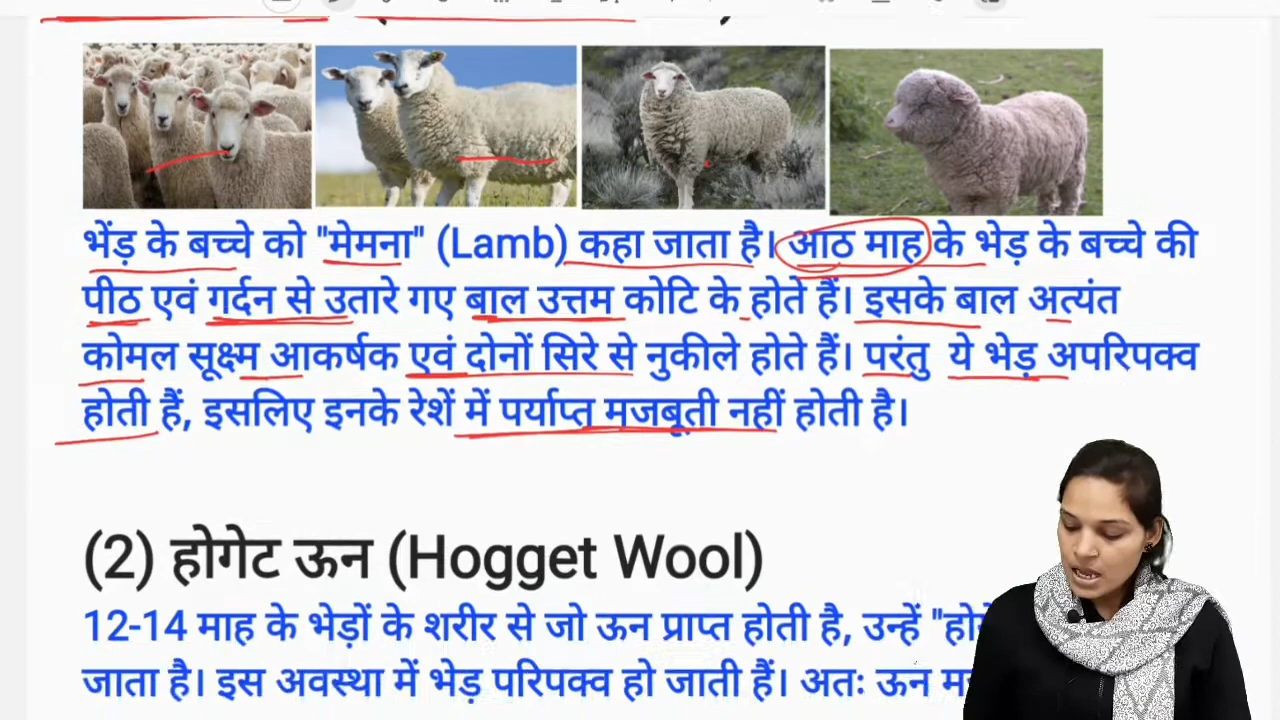 भेंड़ के बच्चे को "मेमना" (Lamb) कहा जाता है। आठ माह के भेड़ के बच्चे की
पीठ एवं गर्दन से उतारे गए बाल उत्तम कोटि के होते हैं। इसके बाल अत्यंत
कोमल सूक्ष्म आकर्षक एवं दोनों सिरे से नुकीले होते हैं। परंतु ये भेड़ अपरिपक्व
होती हैं, इसलिए इनके रेशें में पर्याप्त मजबूती नहीं होती है।
(2) होगेट ऊन (Hogget Wool)
12-14 माह के भेड़ों के शरीर से जो ऊन प्राप्त होती है, उन्हें
जाता है। इस अवस्था में भेड़ परिपक्व हो जाती हैं। अतः ऊन